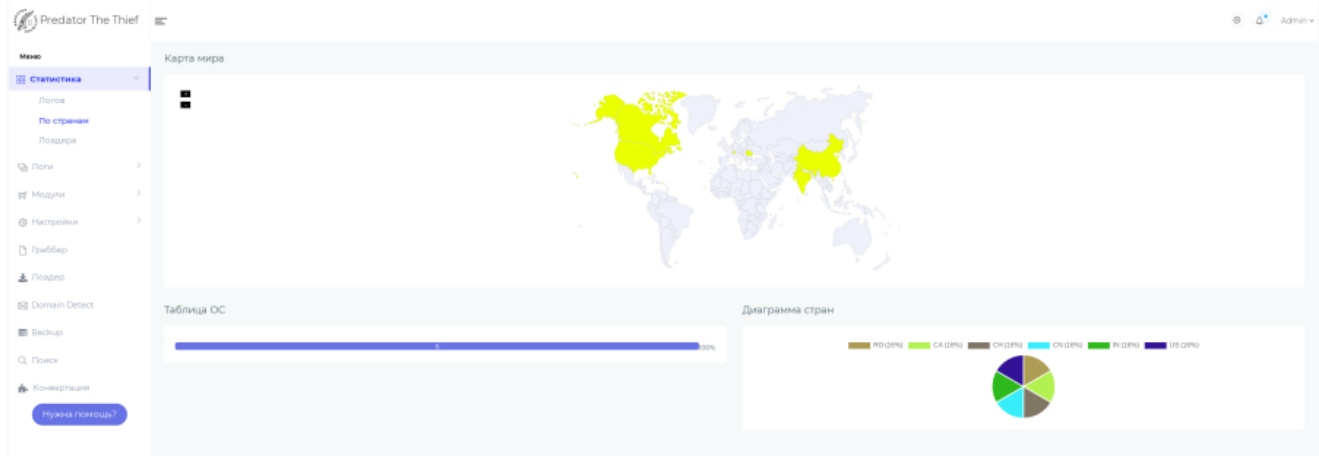 Predator The Thief
Admin
Меню
Статистика
Логов
По странам
Лоадера
Логи
Модули
Настройки
Граббер
Лоадер
Domain Detect
Backup
Поиск
Конвертация
Нужна помощь?
Карта мира
Таблица ОС
100%
Диаграмма стран
RO (16%) CA (16%) CH (16%) CN (16%) IN (16%) US (16%)